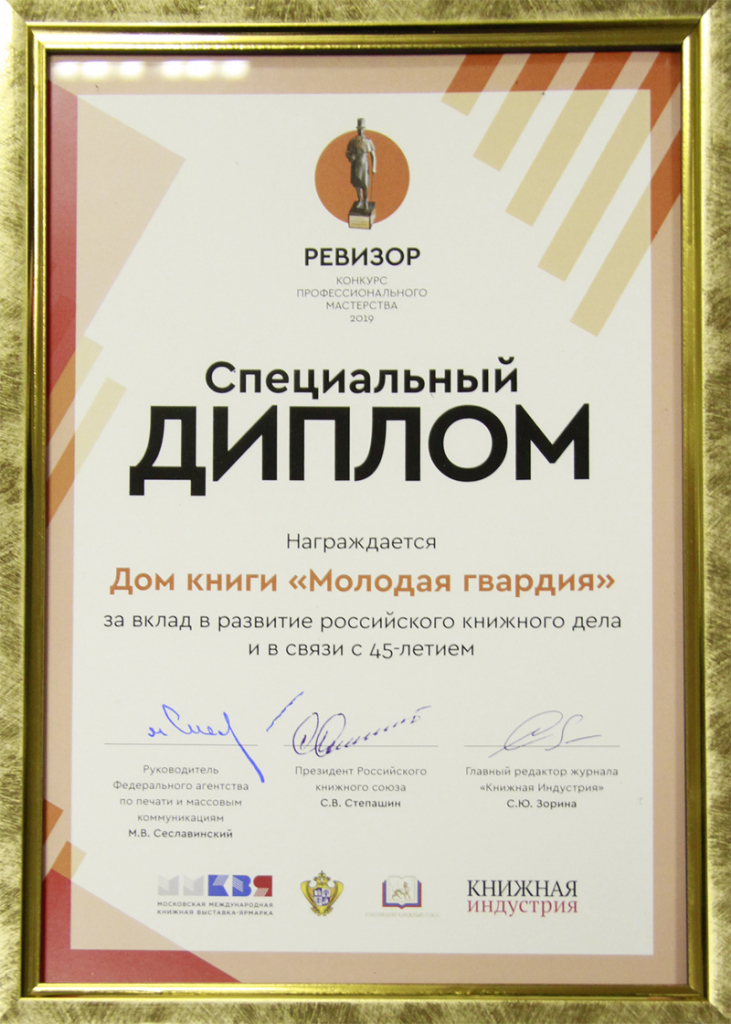 РЕВИЗОР
КОНКУРС
ПРОФЕССИОНАЛЬНОГО
МАСТЕРСТВА
2019
Специальный
ДИПЛОМ
Награждается
Дом книги «Молодая гвардия»
за вклад в развитие российского книжного дела
и в связи с 45-летием
Руководитель
Федерального агентства
по печати и массовым
коммуникациям
М.В. Сеславинский
Президент Российского
книжного союза
С.В. Степашин
Главный редактор журнала
«Книжная Индустрия»
С.Ю. Зорина
ММКВЯ
МОСКОВСКАЯ МЕЖДУНАРОДНАЯ
КНИЖНАЯ ВЫСТАВКА-ЯРМАРКА
КНИЖНАЯ
ИНДУСТРИЯ